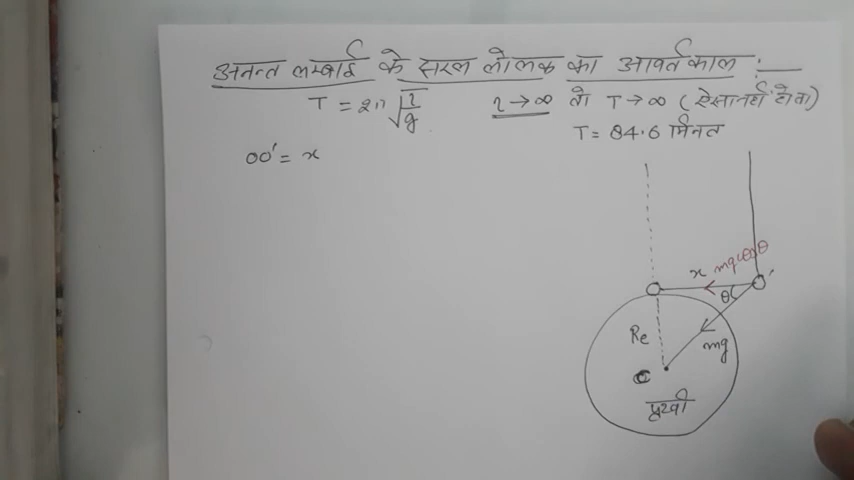 अनन्त लम्बाई के सरल लोलक का आवर्तकाल :
T = 2π √l/g   l → ∞ तो T → ∞ (ऐसा नहीं होता)
T = 84.6 मिनट
OO' = x
x mg cosθ
O'
θ
Re
mg
C
पृथ्वी